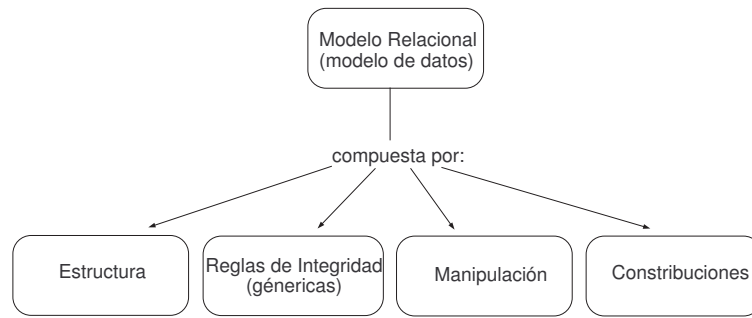 Modelo Relacional
(modelo de datos)
compuesta por:
Estructura
Reglas de Integridad
(génericas)
Manipulación
Constribuciones